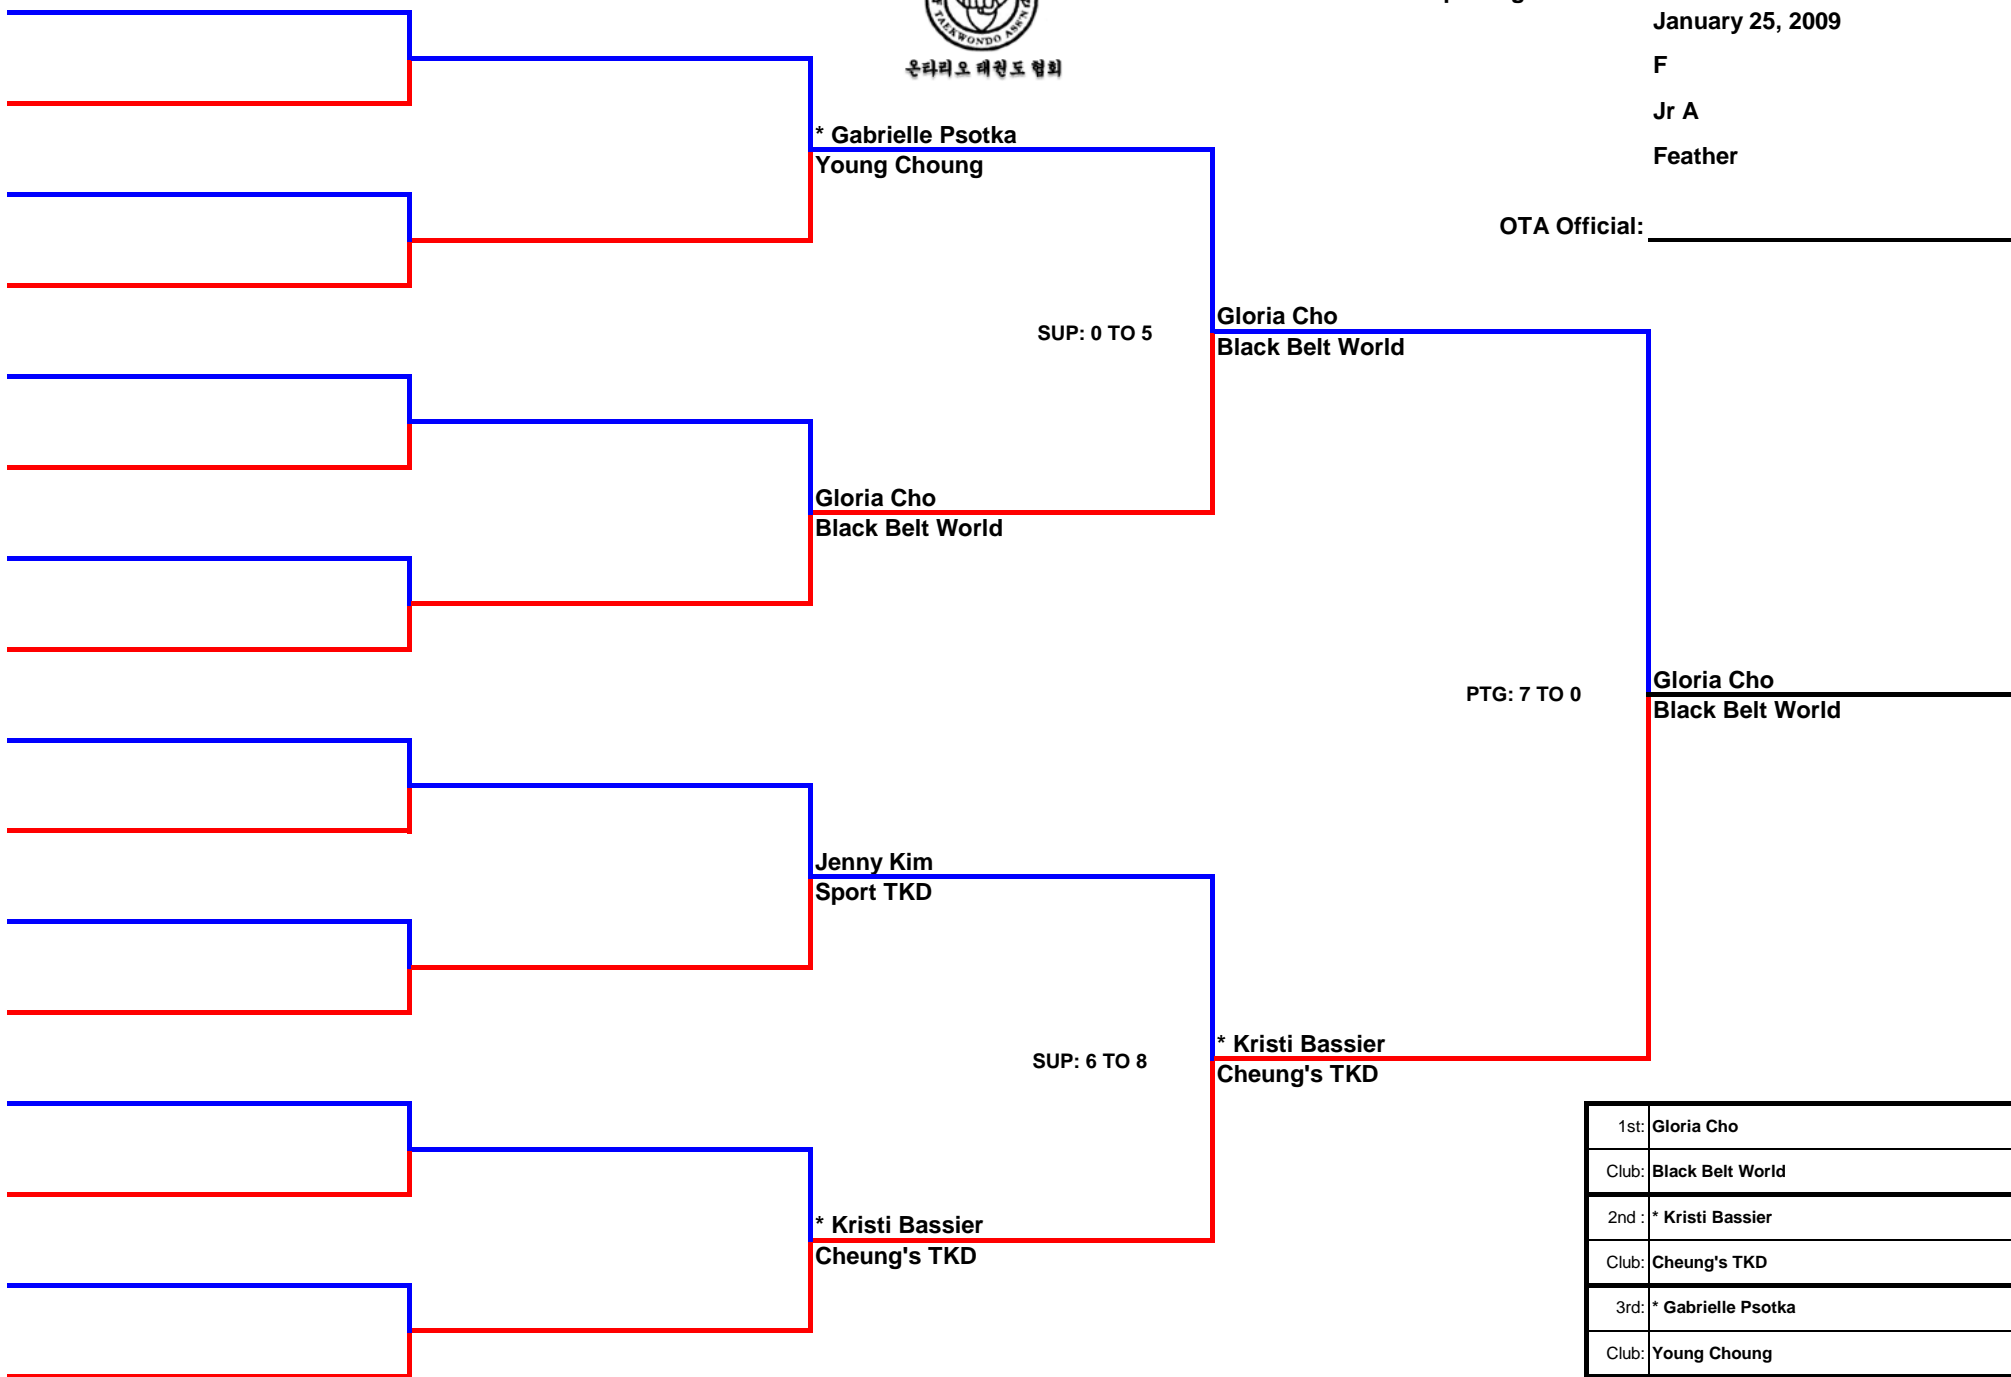 TAEKWONDO ASS'N
온타리오 태권도 협회
January 25, 2009
F
Jr A
Feather
OTA Official:
* Gabrielle Psotka
Young Choung
SUP: 0 TO 5
Gloria Cho
Black Belt World
Gloria Cho
Black Belt World
PTG: 7 TO 0
Gloria Cho
Black Belt World
Jenny Kim
Sport TKD
SUP: 6 TO 8
* Kristi Bassier
Cheung's TKD
* Kristi Bassier
Cheung's TKD
1st: Gloria Cho
Club: Black Belt World
2nd : * Kristi Bassier
Club: Cheung's TKD
3rd: * Gabrielle Psotka
Club: Young Choung